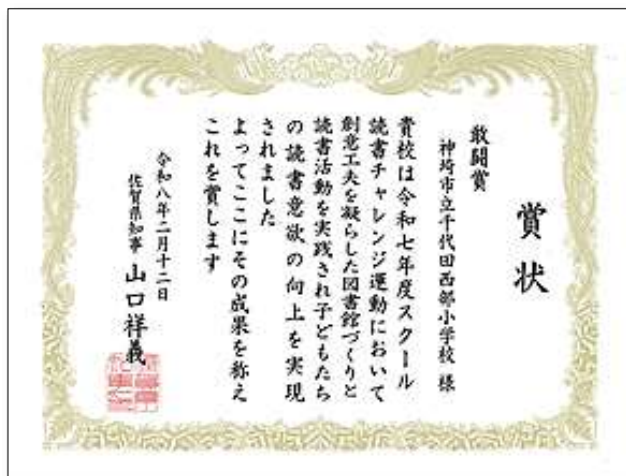 賞状
敢闘賞
神埼市立千代田西部小学校 様
貴校は令和七年度スクール
読書チャレンジ運動において
創意工夫を凝らした図書館づくりと
読書活動を実践され子どもたち
の読書意欲の向上を実現
されました
よってここにその成果を称え
これを賞します
令和八年二月十二日
佐賀県知事 山口祥義